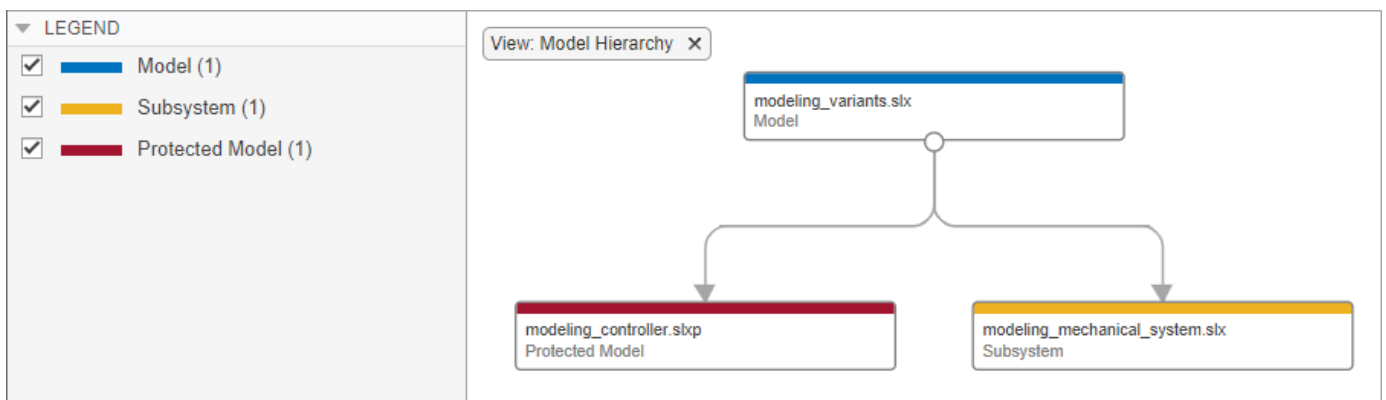 LEGEND
Model (1)
Subsystem (1)
Protected Model (1)
View: Model Hierarchy
modeling_variants.slx
Model
modeling_controller.slxp
Protected Model
modeling_mechanical_system.slx
Subsystem